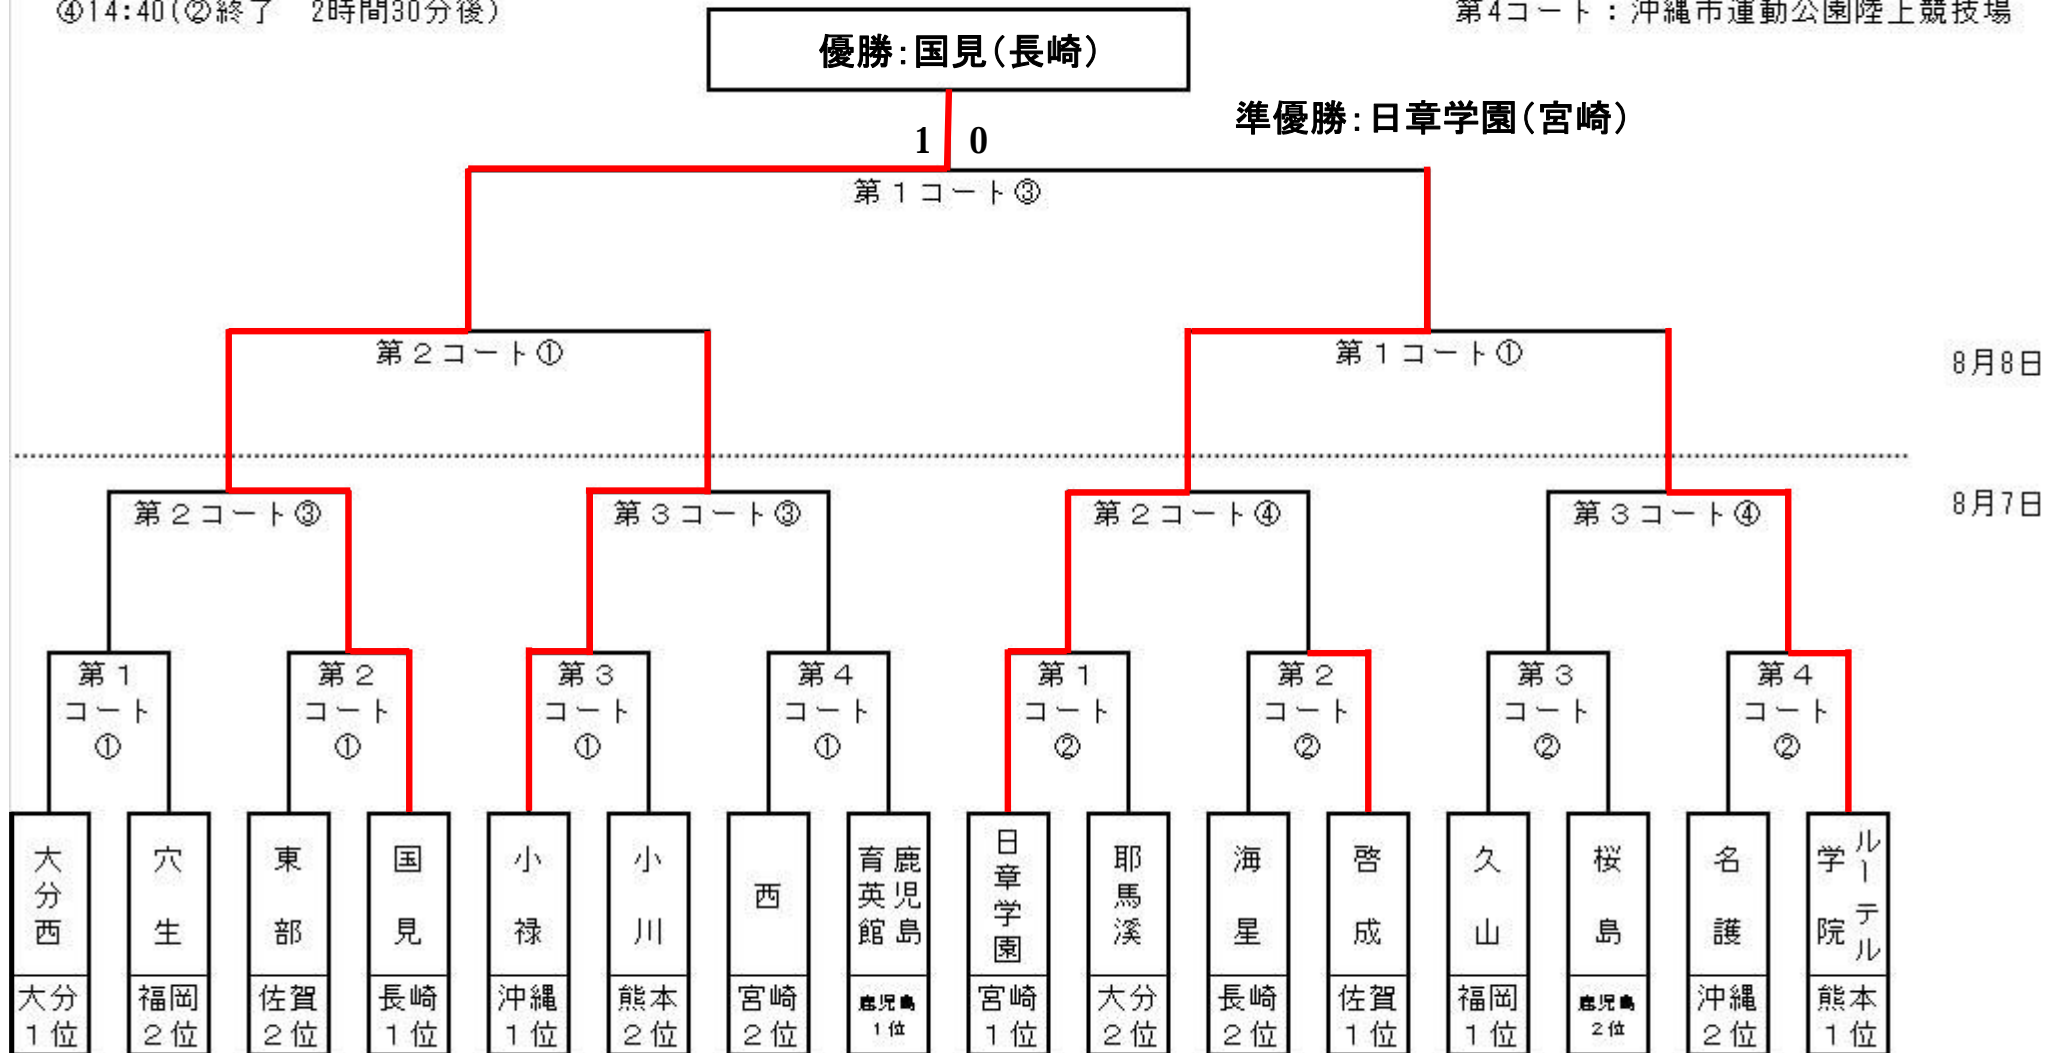 ④14:40(②終了 2時間30分後)
第4コート：沖縄市運動公園陸上競技場
優勝:国見(長崎)
準優勝:日章学園(宮崎)
1 0
第1コート③
第2コート①
第1コート①
8月8日
第2コート③
第3コート③
第2コート④
第3コート④
8月7日
第1コート①
第2コート①
第3コート①
第4コート①
第1コート②
第2コート②
第3コート②
第4コート②
大分西
大分1位
穴生
福岡2位
東部
佐賀2位
国見
長崎1位
小禄
沖縄1位
小川
熊本2位
西
宮崎2位
鹿児島育英館
鹿児島1位
日章学園
宮崎1位
耶馬溪
大分2位
海星
長崎2位
啓成
佐賀1位
久山
福岡1位
桜島
鹿児島2位
名護
沖縄2位
ルーテル学院
熊本1位